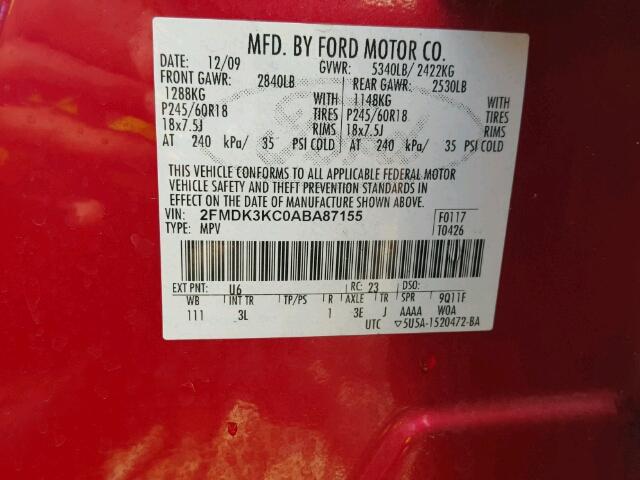 MFD. BY FORD MOTOR CO.
DATE: 12/09 GVWR: 5340LB/ 2422KG
FRONT GAWR: 2840LB REAR GAWR: 2530LB
1288KG WITH 1148KG WITH
P245/60R18 TIRES P245/60R18 TIRES
18x7.5J RIMS 18x7.5J RIMS
AT 240 kPa/ 35 PSI COLD AT 240 kPa/ 35 PSI COLD
THIS VEHICLE CONFORMS TO ALL APPLICABLE FEDERAL MOTOR
VEHICLE SAFETY AND THEFT PREVENTION STANDARDS IN
EFFECT ON THE DATE OF MANUFACTURE SHOWN ABOVE.
VIN: 2FMDK3KC0ABA87155 F0117
TYPE: MPV T0426
EXT PNT: U6 RC: 23 DSO:
WB INT TR TP/PS R AXLE TR SPR 9Q11F
111 3L 1 3E J AAAA W0A
UTC ▽5U5A-1520472-BA